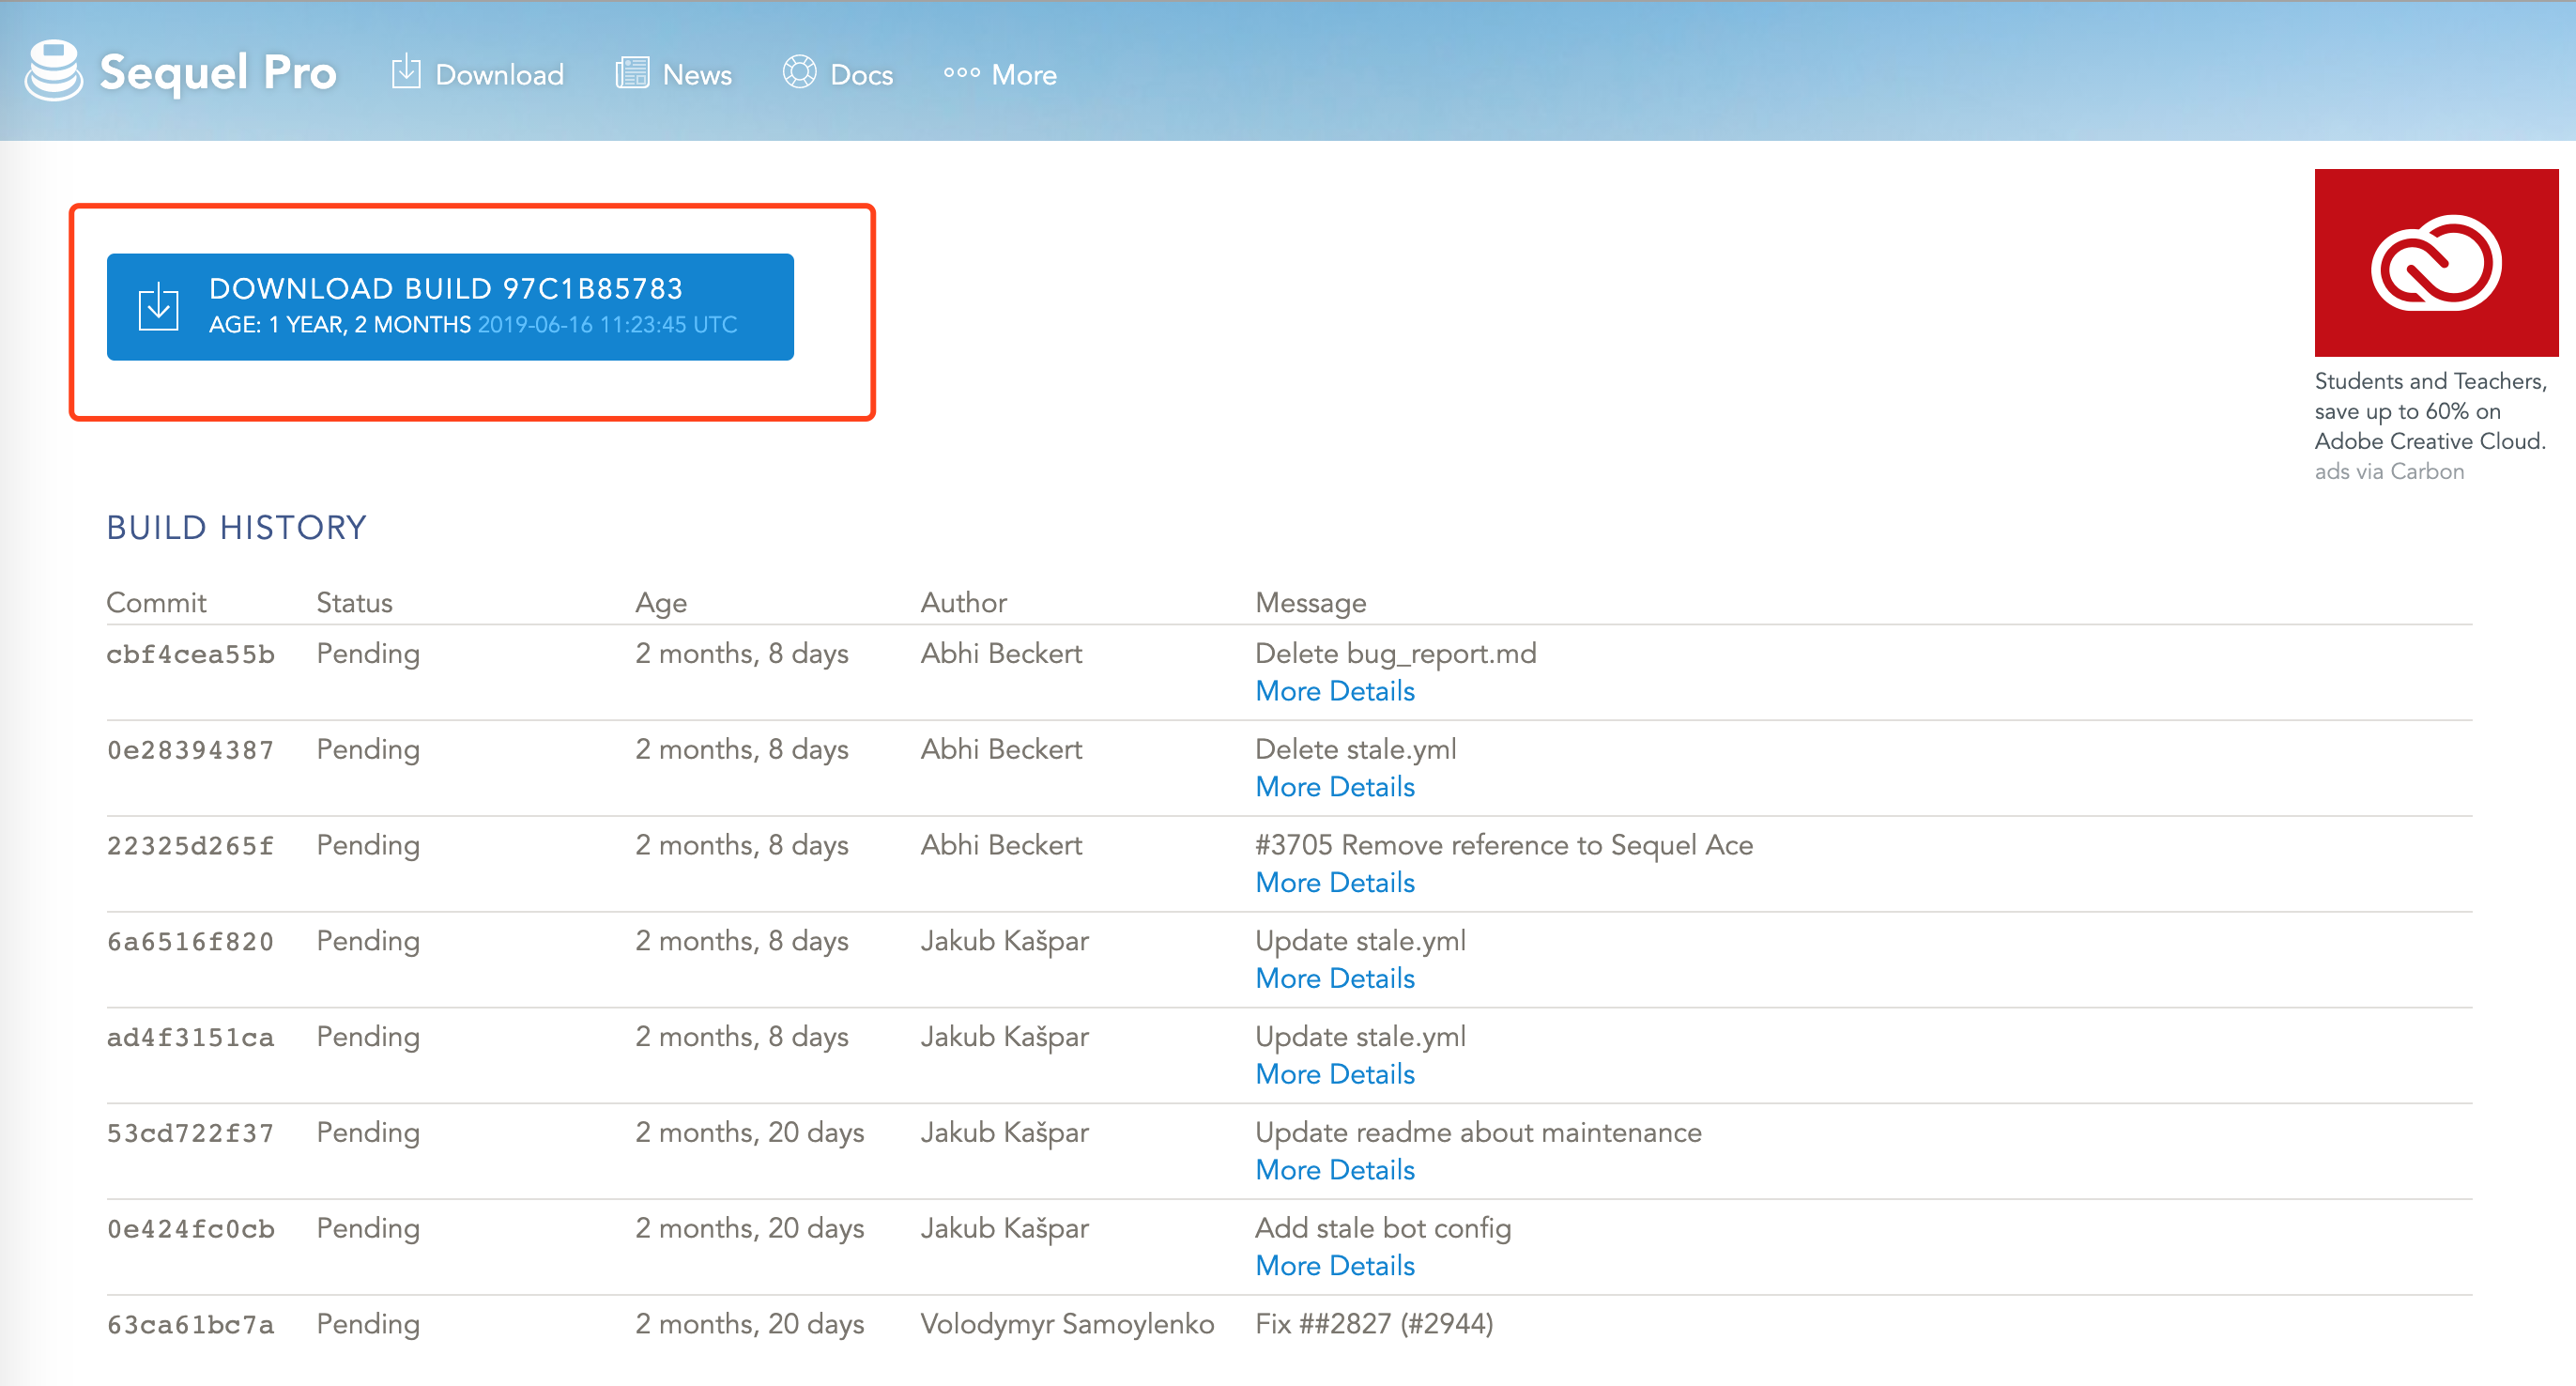 Sequel Pro Download News Docs More
DOWNLOAD BUILD 97C1B85783
AGE: 1 YEAR, 2 MONTHS 2019-06-16 11:23:45 UTC
Students and Teachers,
save up to 60% on
Adobe Creative Cloud.
ads via Carbon
BUILD HISTORY
Commit Status Age Author Message
cbf4cea55b Pending 2 months, 8 days Abhi Beckert Delete bug_report.md
More Details
0e28394387 Pending 2 months, 8 days Abhi Beckert Delete stale.yml
More Details
22325d265f Pending 2 months, 8 days Abhi Beckert #3705 Remove reference to Sequel Ace
More Details
6a6516f820 Pending 2 months, 8 days Jakub Kašpar Update stale.yml
More Details
ad4f3151ca Pending 2 months, 8 days Jakub Kašpar Update stale.yml
More Details
53cd722f37 Pending 2 months, 20 days Jakub Kašpar Update readme about maintenance
More Details
0e424fc0cb Pending 2 months, 20 days Jakub Kašpar Add stale bot config
More Details
63ca61bc7a Pending 2 months, 20 days Volodymyr Samoylenko Fix ##2827 (#2944)